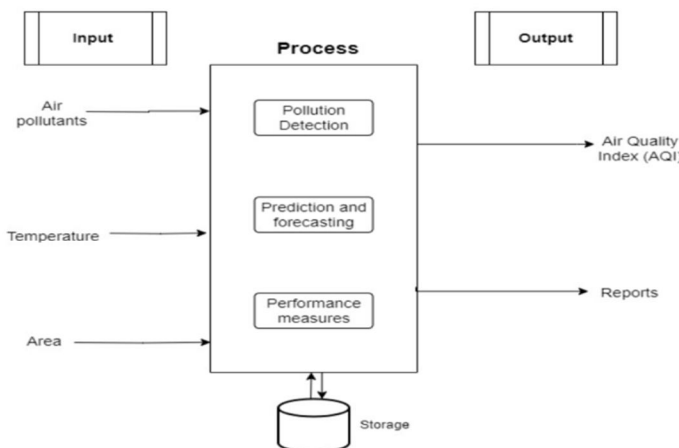 Input
Process
Output
Air
pollutants
Temperature
Area
Pollution
Detection
Prediction and
forecasting
Performance
measures
Air Quality
Index (AQI)
Reports
Storage